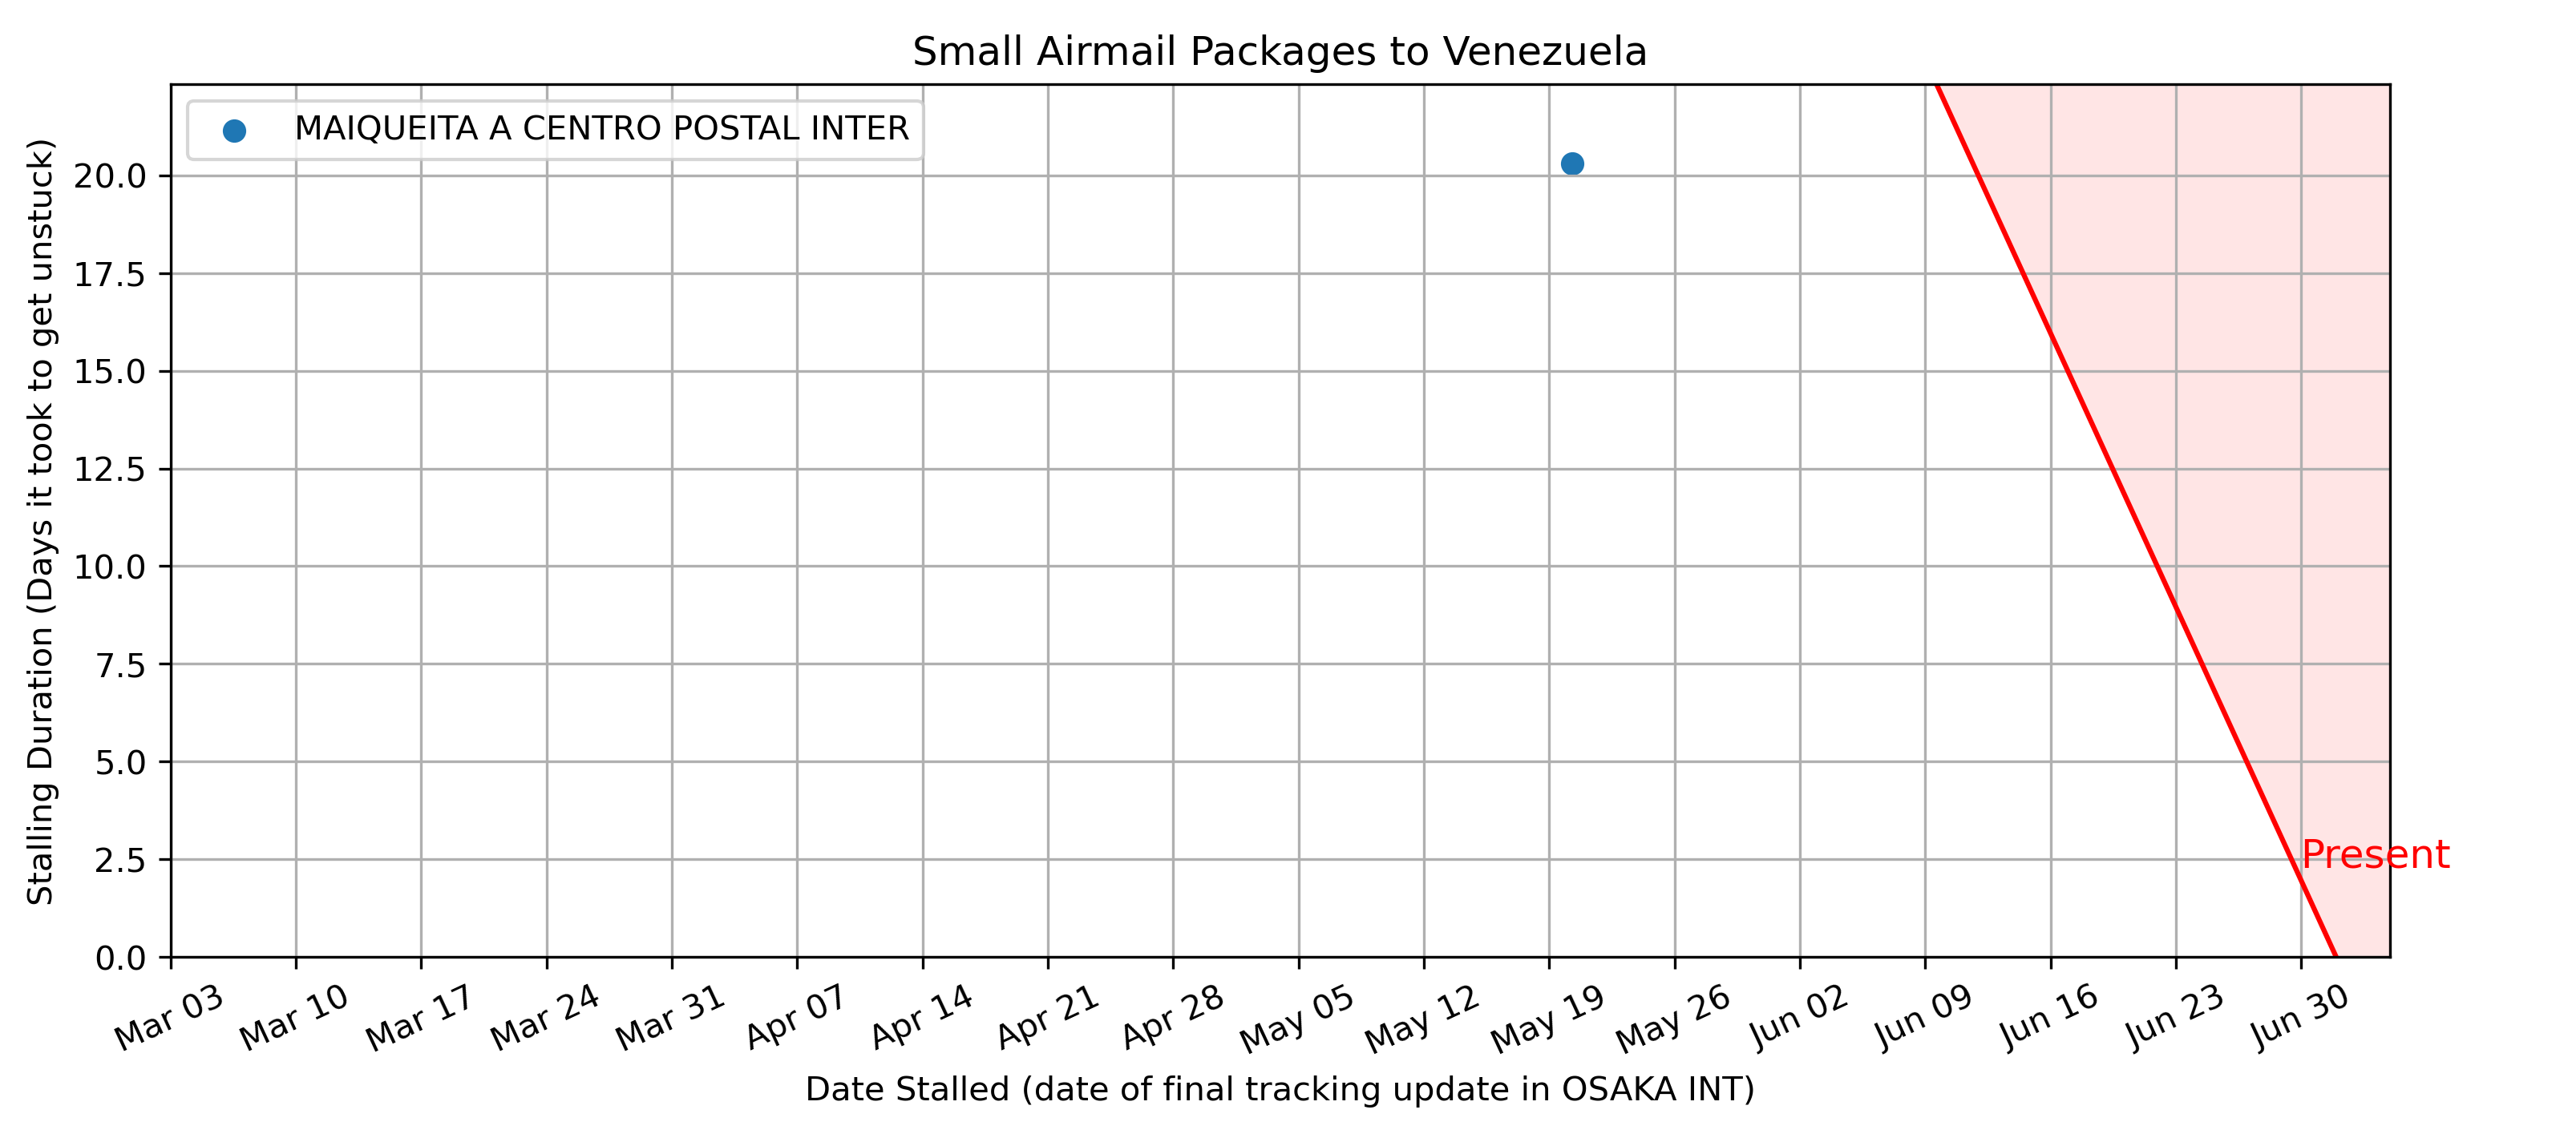 Small Airmail Packages to Venezuela
MAIQUEITA A CENTRO POSTAL INTER
Stalling Duration (Days it took to get unstuck)
20.0
17.5
15.0
12.5
10.0
7.5
5.0
2.5
0.0
Present
Mar 03 Mar 10 Mar 17 Mar 24 Mar 31 Apr 07 Apr 14 Apr 21 Apr 28 May 05 May 12 May 19 May 26 Jun 02 Jun 09 Jun 16 Jun 23 Jun 30
Date Stalled (date of final tracking update in OSAKA INT)